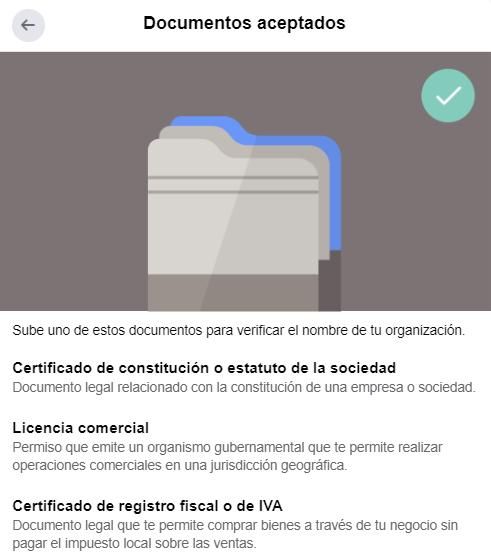 Documentos aceptados
Sube uno de estos documentos para verificar el nombre de tu organización.
Certificado de constitución o estatuto de la sociedad
Documento legal relacionado con la constitución de una empresa o sociedad.
Licencia comercial
Permiso que emite un organismo gubernamental que te permite realizar
operaciones comerciales en una jurisdicción geográfica.
Certificado de registro fiscal o de IVA
Documento legal que te permite comprar bienes a través de tu negocio sin
pagar el impuesto local sobre las ventas.